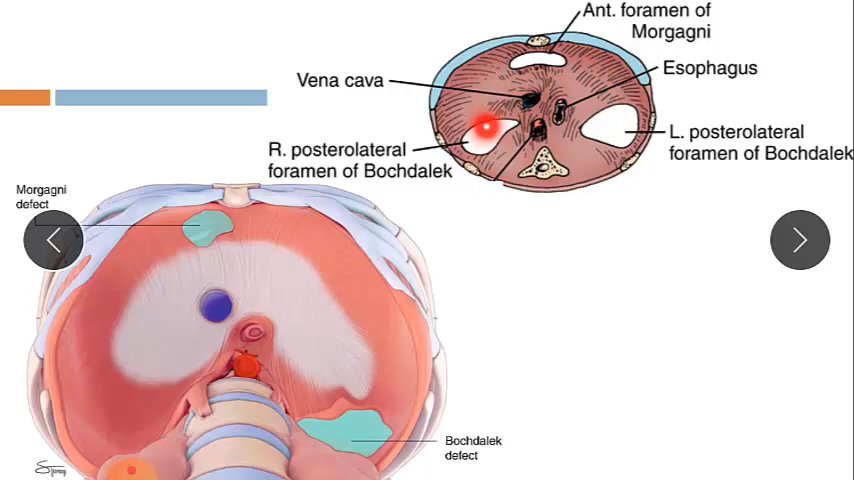 Ant. foramen of
Morgagni
Vena cava
Esophagus
R. posterolateral
foramen of Bochdalek
L. posterolateral
foramen of Bochdalek
Morgagni
defect
Bochdalek
defect